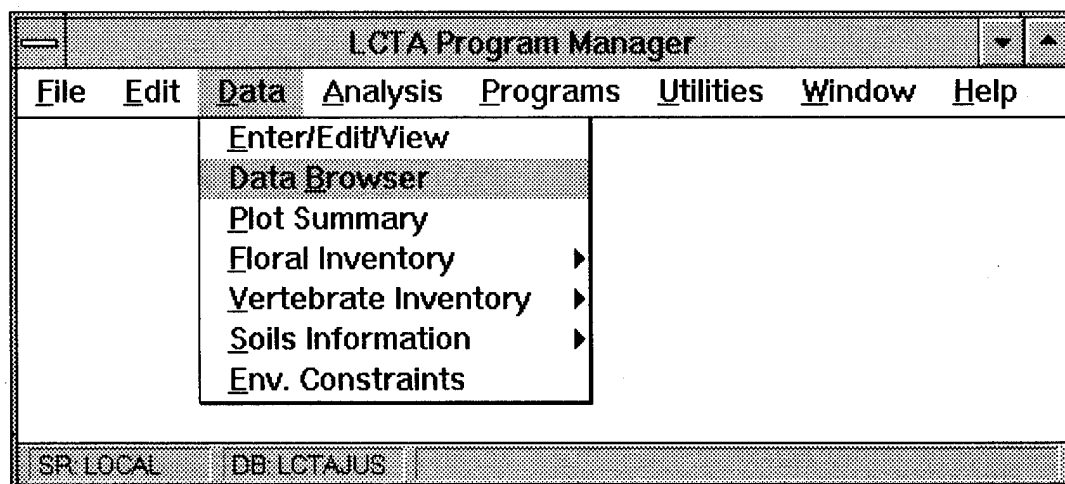 LCTA Program Manager
File Edit Data Analysis Programs Utilities Window Help
Enter/Edit/View
Data Browser
Plot Summary
Floral Inventory
Vertebrate Inventory
Soils Information
Env. Constraints
SR: LOCAL DB: LCTAJUS